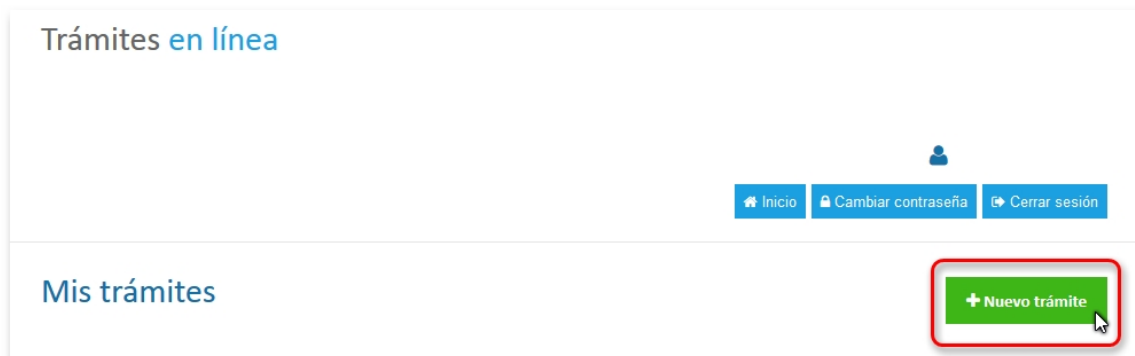 Trámites en línea
Inicio Cambiar contraseña Cerrar sesión
Mis trámites
Nuevo trámite